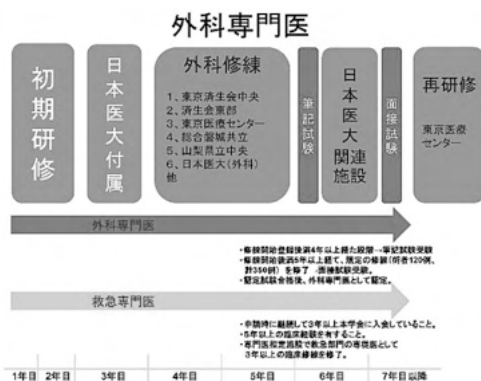 外科専門医
初期研修
日本医大付属
外科修練
1、東京済生会中央
2、済生会東部
3、東京医療センター
4、総合磐城共立
5、山梨県立中央
6、日本医大(外科)
他
筆記試験
日本医大
関連
施設
面接試験
再研修
東京医療
センター
外科専門医
・修練開始登録後満4年以上経た段階→筆記試験受験
・修練開始後満5年以上経て、規定の修練(術者120例、
計350例)を修了→面接試験受験。
・認定試験合格後、外科専門医として認定。
救急専門医
・申請時に継続して3年以上本学会に入会していること。
・5年以上の臨床経験を有すること。
・専門医指定施設で救急部門の専従医として
3年以上の臨床修練を修了。
1年目 2年目 3年目 4年目 5年目 6年目 7年目以降